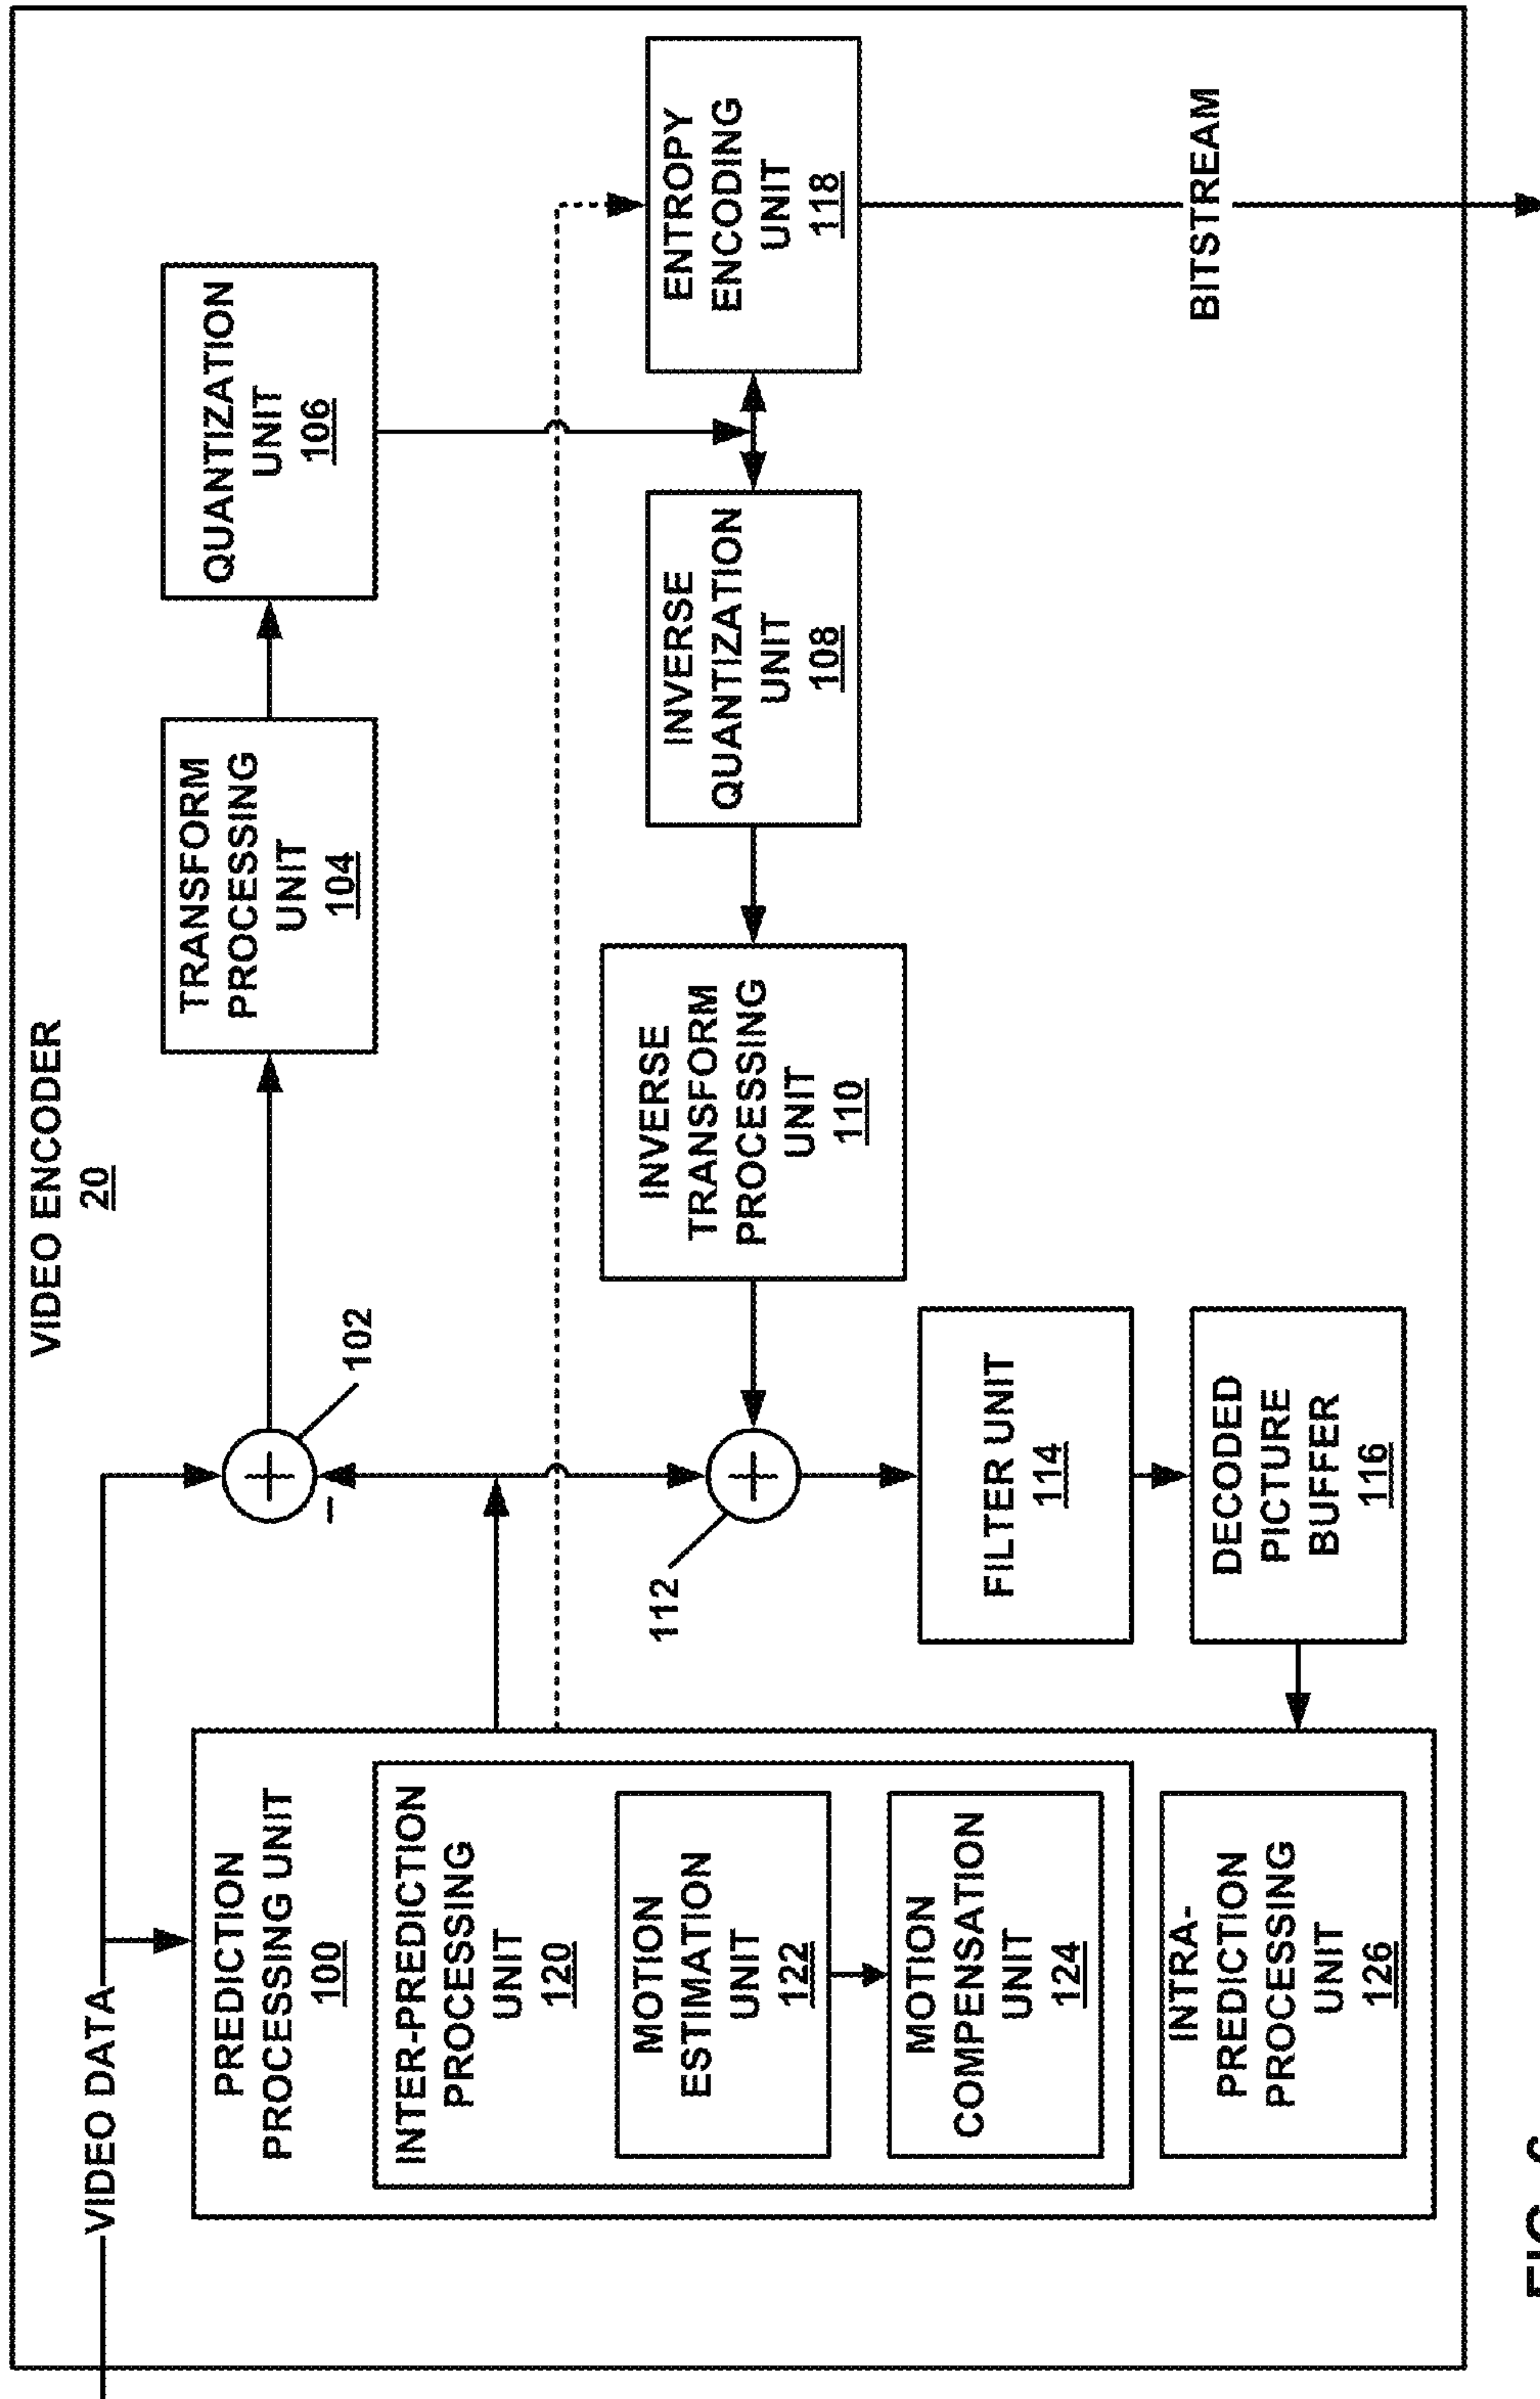 VIDEO ENCODER
20
VIDEO DATA
PREDICTION
PROCESSING UNIT
100
INTER-PREDICTION
PROCESSING
UNIT
120
MOTION
ESTIMATION
UNIT
122
MOTION
COMPENSATION
UNIT
124
INTRA-
PREDICTION
PROCESSING
UNIT
126
+
102
–
TRANSFORM
PROCESSING
UNIT
104
QUANTIZATION
UNIT
106
+
112
INVERSE
TRANSFORM
PROCESSING
UNIT
110
INVERSE
QUANTIZATION
UNIT
108
ENTROPY
ENCODING
UNIT
118
FILTER UNIT
114
DECODED
PICTURE
BUFFER
116
BITSTREAM